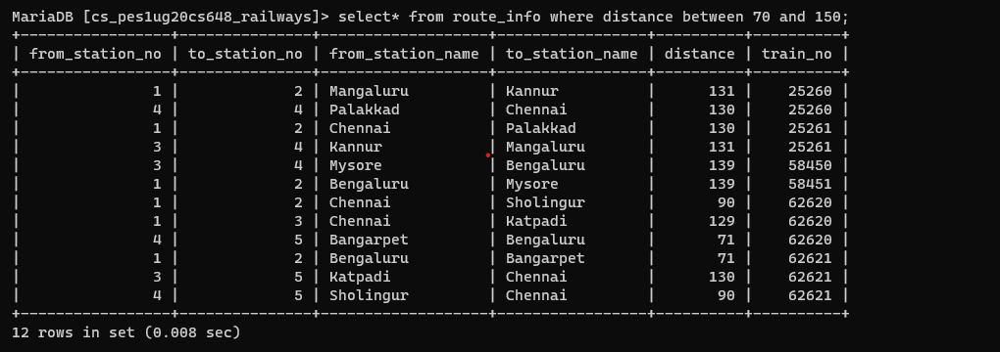 MariaDB [cs_pes1ug20cs648_railways]> select* from route_info where distance between 70 and 150;
+-----------------+---------------+-------------------+-----------------+----------+----------+
| from_station_no | to_station_no | from_station_name | to_station_name | distance | train_no |
+-----------------+---------------+-------------------+-----------------+----------+----------+
| 1 | 2 | Mangaluru | Kannur | 131 | 25260 |
| 4 | 4 | Palakkad | Chennai | 130 | 25260 |
| 1 | 2 | Chennai | Palakkad | 130 | 25261 |
| 3 | 4 | Kannur | Mangaluru | 131 | 25261 |
| 3 | 4 | Mysore | Bengaluru | 139 | 58450 |
| 1 | 2 | Bengaluru | Mysore | 139 | 58451 |
| 1 | 2 | Chennai | Sholingur | 90 | 62620 |
| 1 | 3 | Chennai | Katpadi | 129 | 62620 |
| 4 | 5 | Bangarpet | Bengaluru | 71 | 62620 |
| 1 | 2 | Bengaluru | Bangarpet | 71 | 62621 |
| 3 | 5 | Katpadi | Chennai | 130 | 62621 |
| 4 | 5 | Sholingur | Chennai | 90 | 62621 |
+-----------------+---------------+-------------------+-----------------+----------+----------+
12 rows in set (0.008 sec)